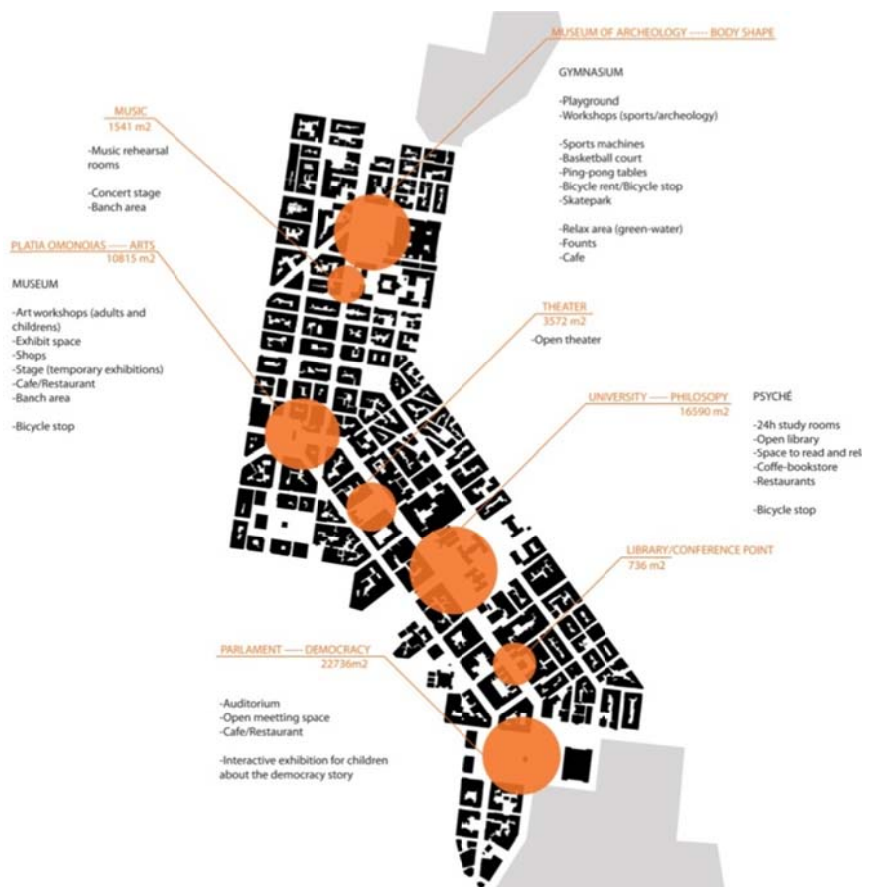 MUSEUM OF ARCHEOLOGY ----- BODY SHAPE
GYMNASIUM
-Playground
-Workshops (sports/archeology)
-Sports machines
-Basketball court
-Ping-pong tables
-Bicycle rent/Bicycle stop
-Skatepark
-Relax area (green-water)
-Founts
-Cafe
MUSIC
1541 m2
-Music rehearsal
rooms
-Concert stage
-Banch area
PLATIA OMONOIAS ---- ARTS
10815 m2
MUSEUM
-Art workshops (adults and
childrens)
-Exhibit space
-Shops
-Stage (temporary exhibitions)
-Cafe/Restaurant
-Banch area
-Bicycle stop
THEATER
3572 m2
-Open theater
UNIVERSITY ---- PHILOSOPY
16590 m2
PSYCHÉ
-24h study rooms
-Open library
-Space to read and rel
-Coffe-bookstore
-Restaurants
-Bicycle stop
LIBRARY/CONFERENCE POINT
736 m2
PARLAMENT ---- DEMOCRACY
22736m2
-Auditorium
-Open meetting space
-Cafe/Restaurant
-Interactive exhibition for children
about the democracy story